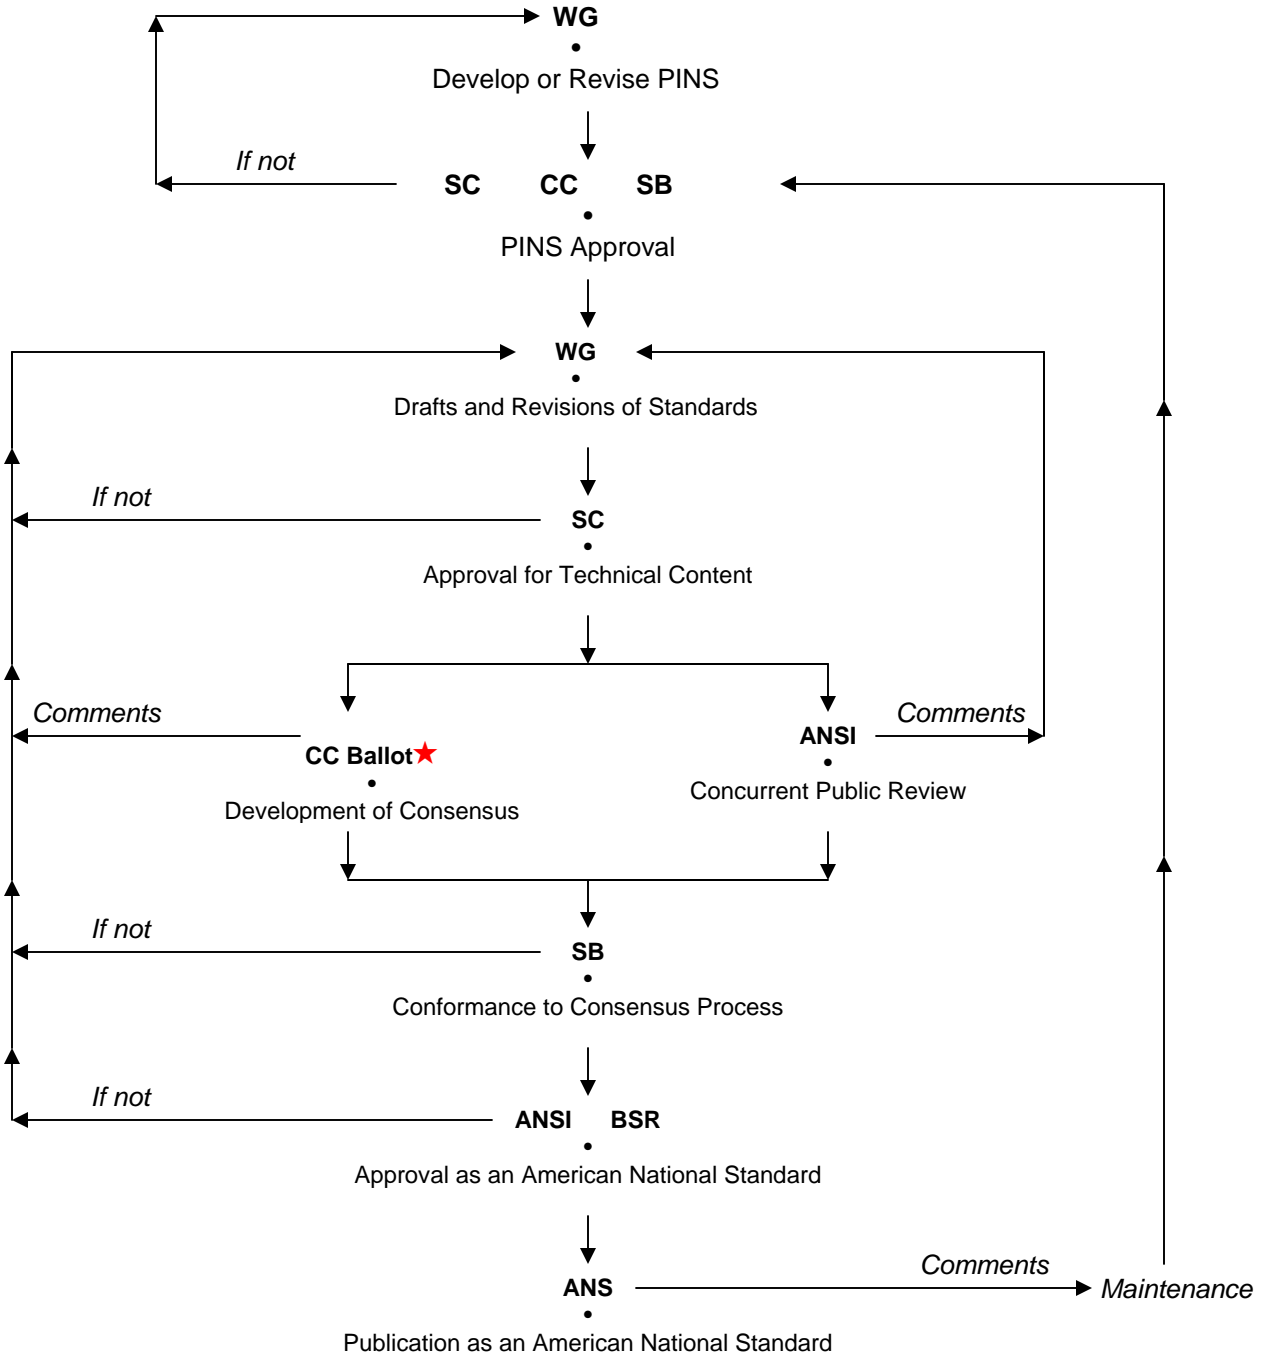 WG
•
Develop or Revise PINS
If not
SC CC SB
•
PINS Approval
WG
•
Drafts and Revisions of Standards
If not
SC
•
Approval for Technical Content
Comments
CC Ballot★
•
Development of Consensus
Comments
ANSI
•
Concurrent Public Review
If not
SB
•
Conformance to Consensus Process
If not
ANSI BSR
•
Approval as an American National Standard
Comments
ANS
Maintenance
•
Publication as an American National Standard